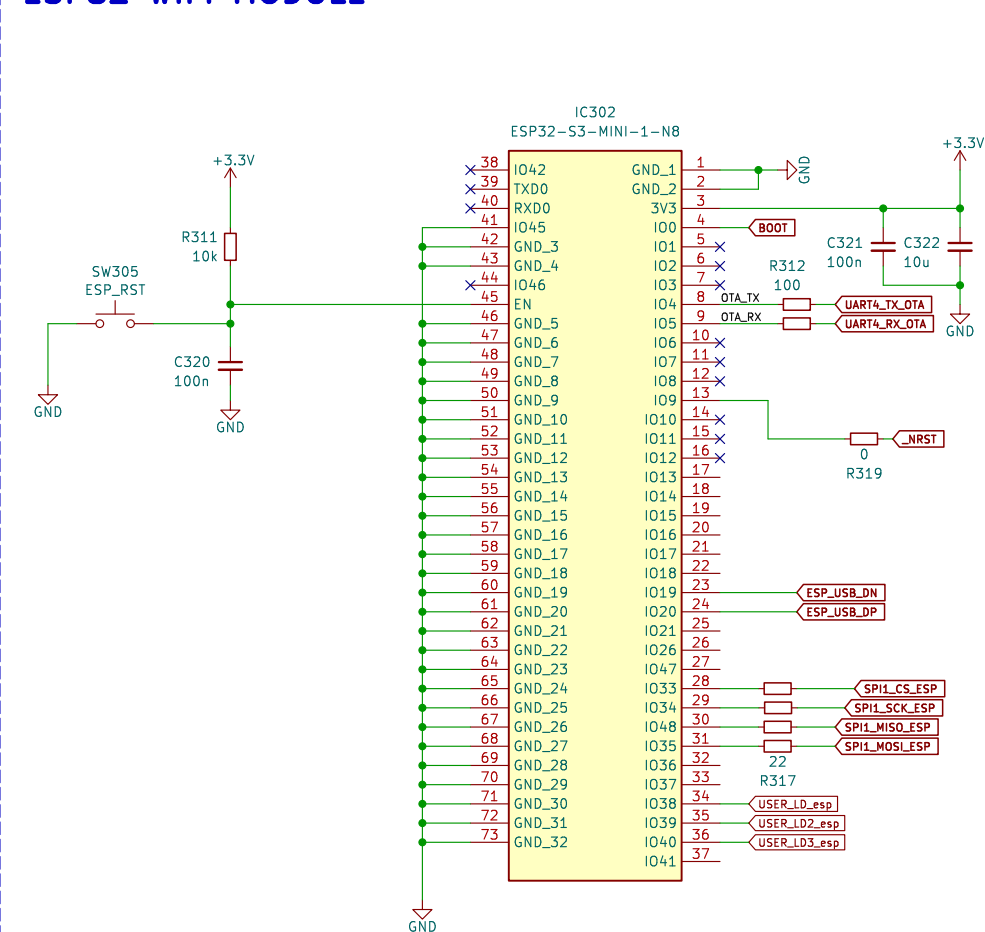 ESP32 WIFI MODULE
IC302
ESP32-S3-MINI-1-N8
+3.3V
R311
10k
SW305
ESP_RST
C320
100n
GND
GND
38 IO42
39 TXD0
40 RXD0
41 IO45
42 GND_3
43 GND_4
44 IO46
45 EN
46 GND_5
47 GND_6
48 GND_7
49 GND_8
50 GND_9
51 GND_10
52 GND_11
53 GND_12
54 GND_13
55 GND_14
56 GND_15
57 GND_16
58 GND_17
59 GND_18
60 GND_19
61 GND_20
62 GND_21
63 GND_22
64 GND_23
65 GND_24
66 GND_25
67 GND_26
68 GND_27
69 GND_28
70 GND_29
71 GND_30
72 GND_31
73 GND_32
GND
GND_1 1
GND_2 2
3V3 3
IO0 4 BOOT
IO1 5
IO2 6
IO3 7
IO4 8 OTA_TX UART4_TX_OTA
IO5 9 OTA_RX UART4_RX_OTA
IO6 10
IO7 11
IO8 12
IO9 13
IO10 14
IO11 15 _NRST
IO12 16
IO13 17
IO14 18
IO15 19
IO16 20
IO17 21
IO18 22
IO19 23 ESP_USB_DN
IO20 24 ESP_USB_DP
IO21 25
IO26 26
IO47 27
IO33 28 SPI1_CS_ESP
IO34 29 SPI1_SCK_ESP
IO48 30 SPI1_MISO_ESP
IO35 31 SPI1_MOSI_ESP
IO36 32
IO37 33
IO38 34 USER_LD_esp
IO39 35 USER_LD2_esp
IO40 36 USER_LD3_esp
IO41 37
GND
+3.3V
C321
100n
C322
10u
GND
R312
100
0
R319
22
R317